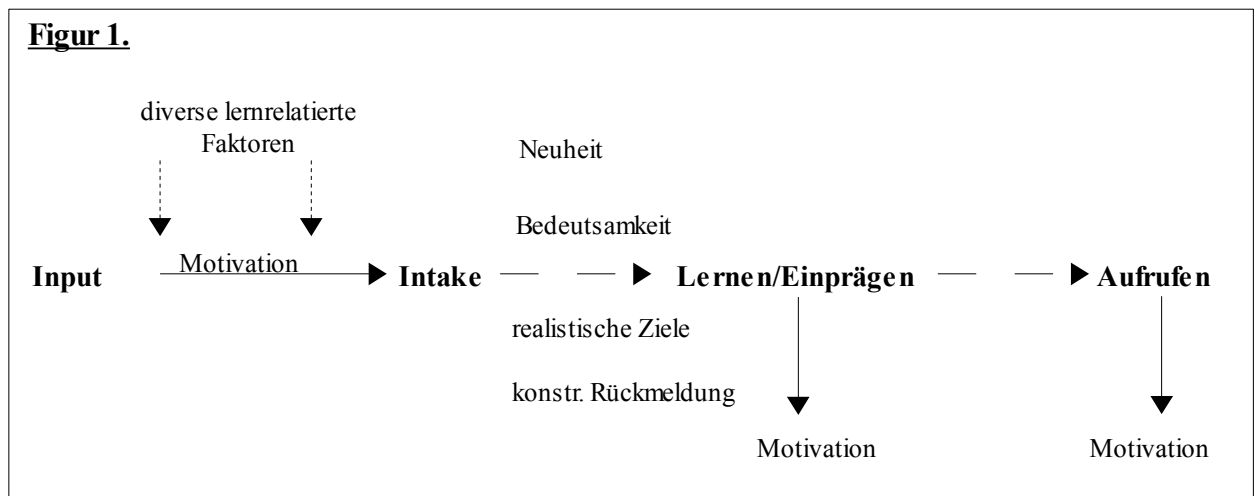 Figur 1.
diverse lernrelatierte
Faktoren
Neuheit
Bedeutsamkeit
Motivation
Input
Intake
Lernen/Einprägen
Aufrufen
realistische Ziele
konstr. Rückmeldung
Motivation
Motivation